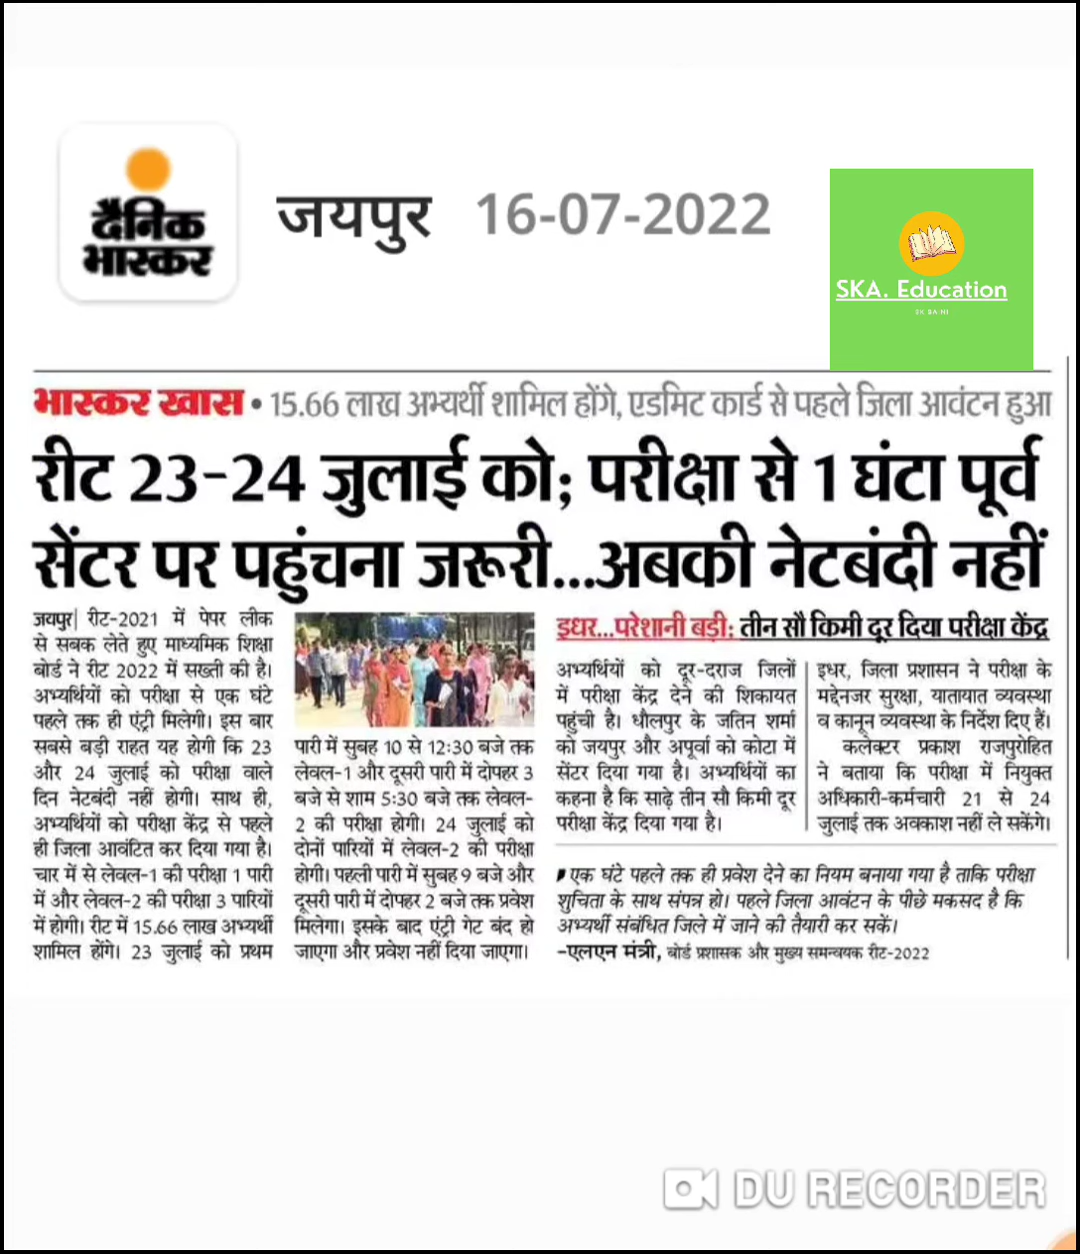 दैनिक
भास्कर
जयपुर 16-07-2022
SKA. Education
SK SAINI
भास्कर खास • 15.66 लाख अभ्यर्थी शामिल होंगे, एडमिट कार्ड से पहले जिला आवंटन हुआ
रीट 23-24 जुलाई को; परीक्षा से 1 घंटा पूर्व
सेंटर पर पहुंचना जरूरी...अबकी नेटबंदी नहीं
जयपुर| रीट-2021 में पेपर लीक
से सबक लेते हुए माध्यमिक शिक्षा
बोर्ड ने रीट 2022 में सख्ती की है।
अभ्यर्थियों को परीक्षा से एक घंटे
पहले तक ही एंट्री मिलेगी। इस बार
सबसे बड़ी राहत यह होगी कि 23
और 24 जुलाई को परीक्षा वाले
दिन नेटबंदी नहीं होगी। साथ ही,
अभ्यर्थियों को परीक्षा केंद्र से पहले
ही जिला आवंटित कर दिया गया है।
चार में से लेवल-1 की परीक्षा 1 पारी
में और लेवल-2 की परीक्षा 3 पारियों
में होगी। रीट में 15.66 लाख अभ्यर्थी
शामिल होंगे। 23 जुलाई को प्रथम
पारी में सुबह 10 से 12:30 बजे तक
लेवल-1 और दूसरी पारी में दोपहर 3
बजे से शाम 5:30 बजे तक लेवल-
2 की परीक्षा होगी। 24 जुलाई को
दोनों पारियों में लेवल-2 की परीक्षा
होगी। पहली पारी में सुबह 9 बजे और
दूसरी पारी में दोपहर 2 बजे तक प्रवेश
मिलेगा। इसके बाद एंट्री गेट बंद हो
जाएगा और प्रवेश नहीं दिया जाएगा।
इधर...परेशानी बड़ी: तीन सौ किमी दूर दिया परीक्षा केंद्र
अभ्यर्थियों को दूर-दराज जिलों
में परीक्षा केंद्र देने की शिकायत
पहुंची है। धौलपुर के जतिन शर्मा
को जयपुर और अपूर्वा को कोटा में
सेंटर दिया गया है। अभ्यर्थियों का
कहना है कि साढ़े तीन सौ किमी दूर
परीक्षा केंद्र दिया गया है।
इधर, जिला प्रशासन ने परीक्षा के
मद्देनजर सुरक्षा, यातायात व्यवस्था
व कानून व्यवस्था के निर्देश दिए हैं।
कलेक्टर प्रकाश राजपुरोहित
ने बताया कि परीक्षा में नियुक्त
अधिकारी-कर्मचारी 21 से 24
जुलाई तक अवकाश नहीं ले सकेंगे।
एक घंटे पहले तक ही प्रवेश देने का नियम बनाया गया है ताकि परीक्षा
शुचिता के साथ संपन्न हो। पहले जिला आवंटन के पीछे मकसद है कि
अभ्यर्थी संबंधित जिले में जाने की तैयारी कर सकें।
-एलएन मंत्री, बोर्ड प्रशासक और मुख्य समन्वयक रीट-2022
DU RECORDER